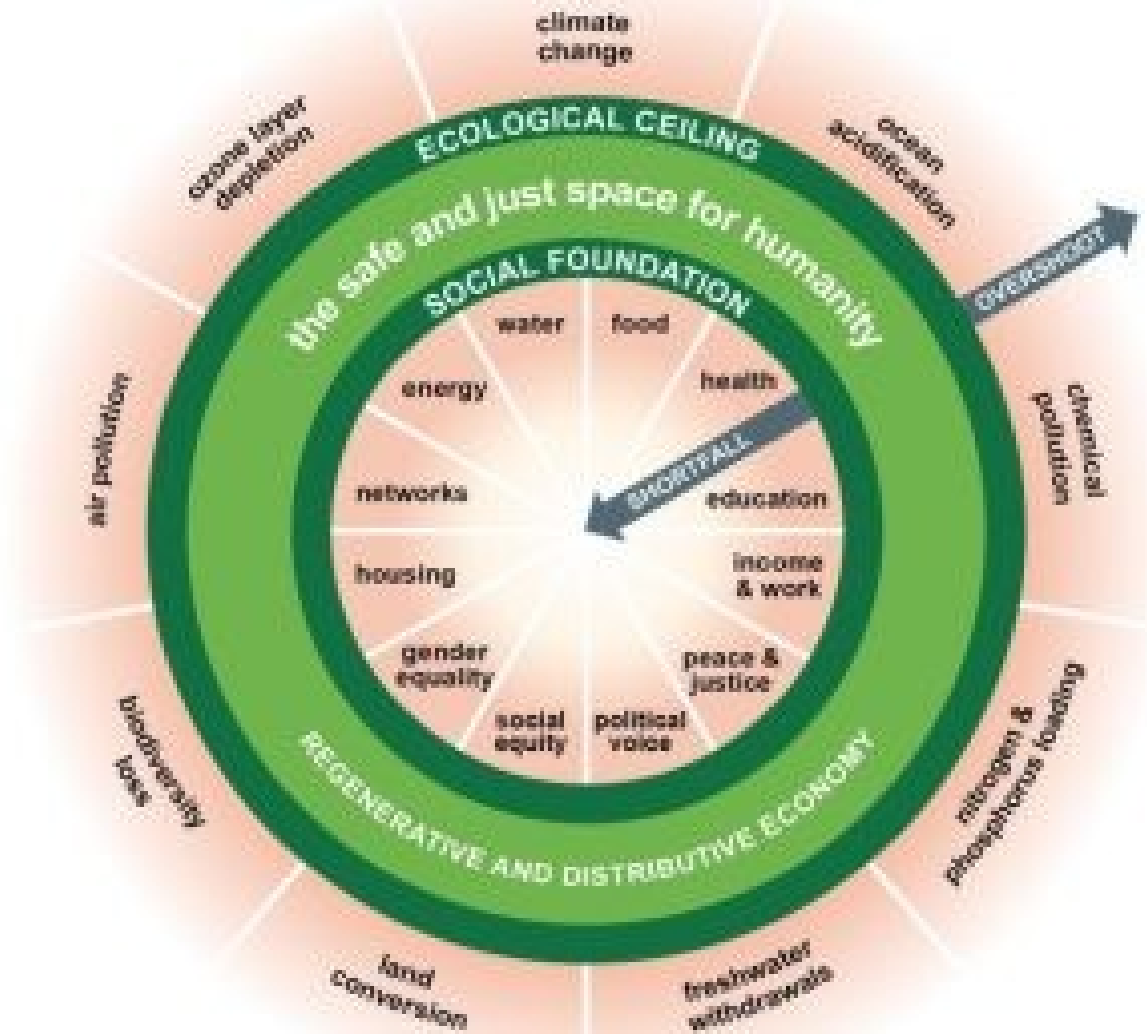 climate
change
ocean
acidification
chemical
pollution
nitrogen &
phosphorus loading
freshwater
withdrawals
land
conversion
biodiversity
loss
air pollution
ozone layer
depletion
OVERSHOOT
ECOLOGICAL CEILING
the safe and just space for humanity
SOCIAL FOUNDATION
water
food
health
SHORTFALL
education
income
& work
peace &
justice
political
voice
social
equity
gender
equality
housing
networks
energy
REGENERATIVE AND DISTRIBUTIVE ECONOMY